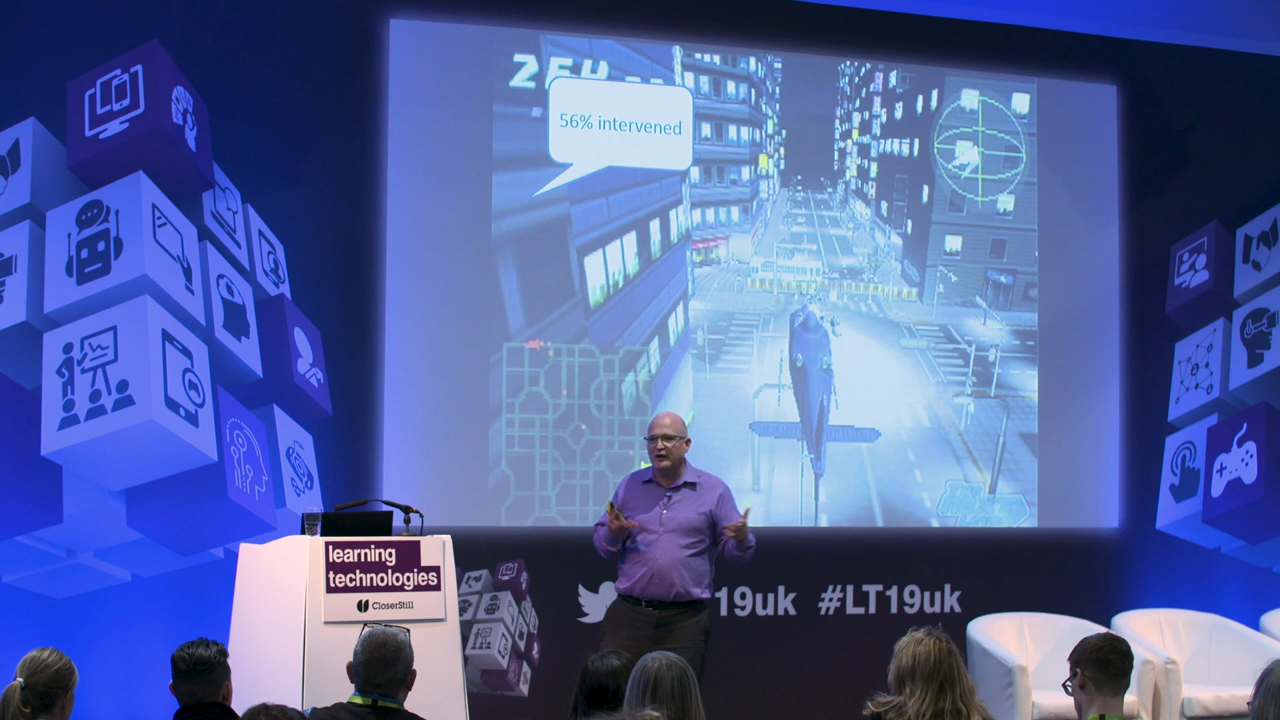 56% intervened
learning
technologies
CloserStill
19uk #LT19uk